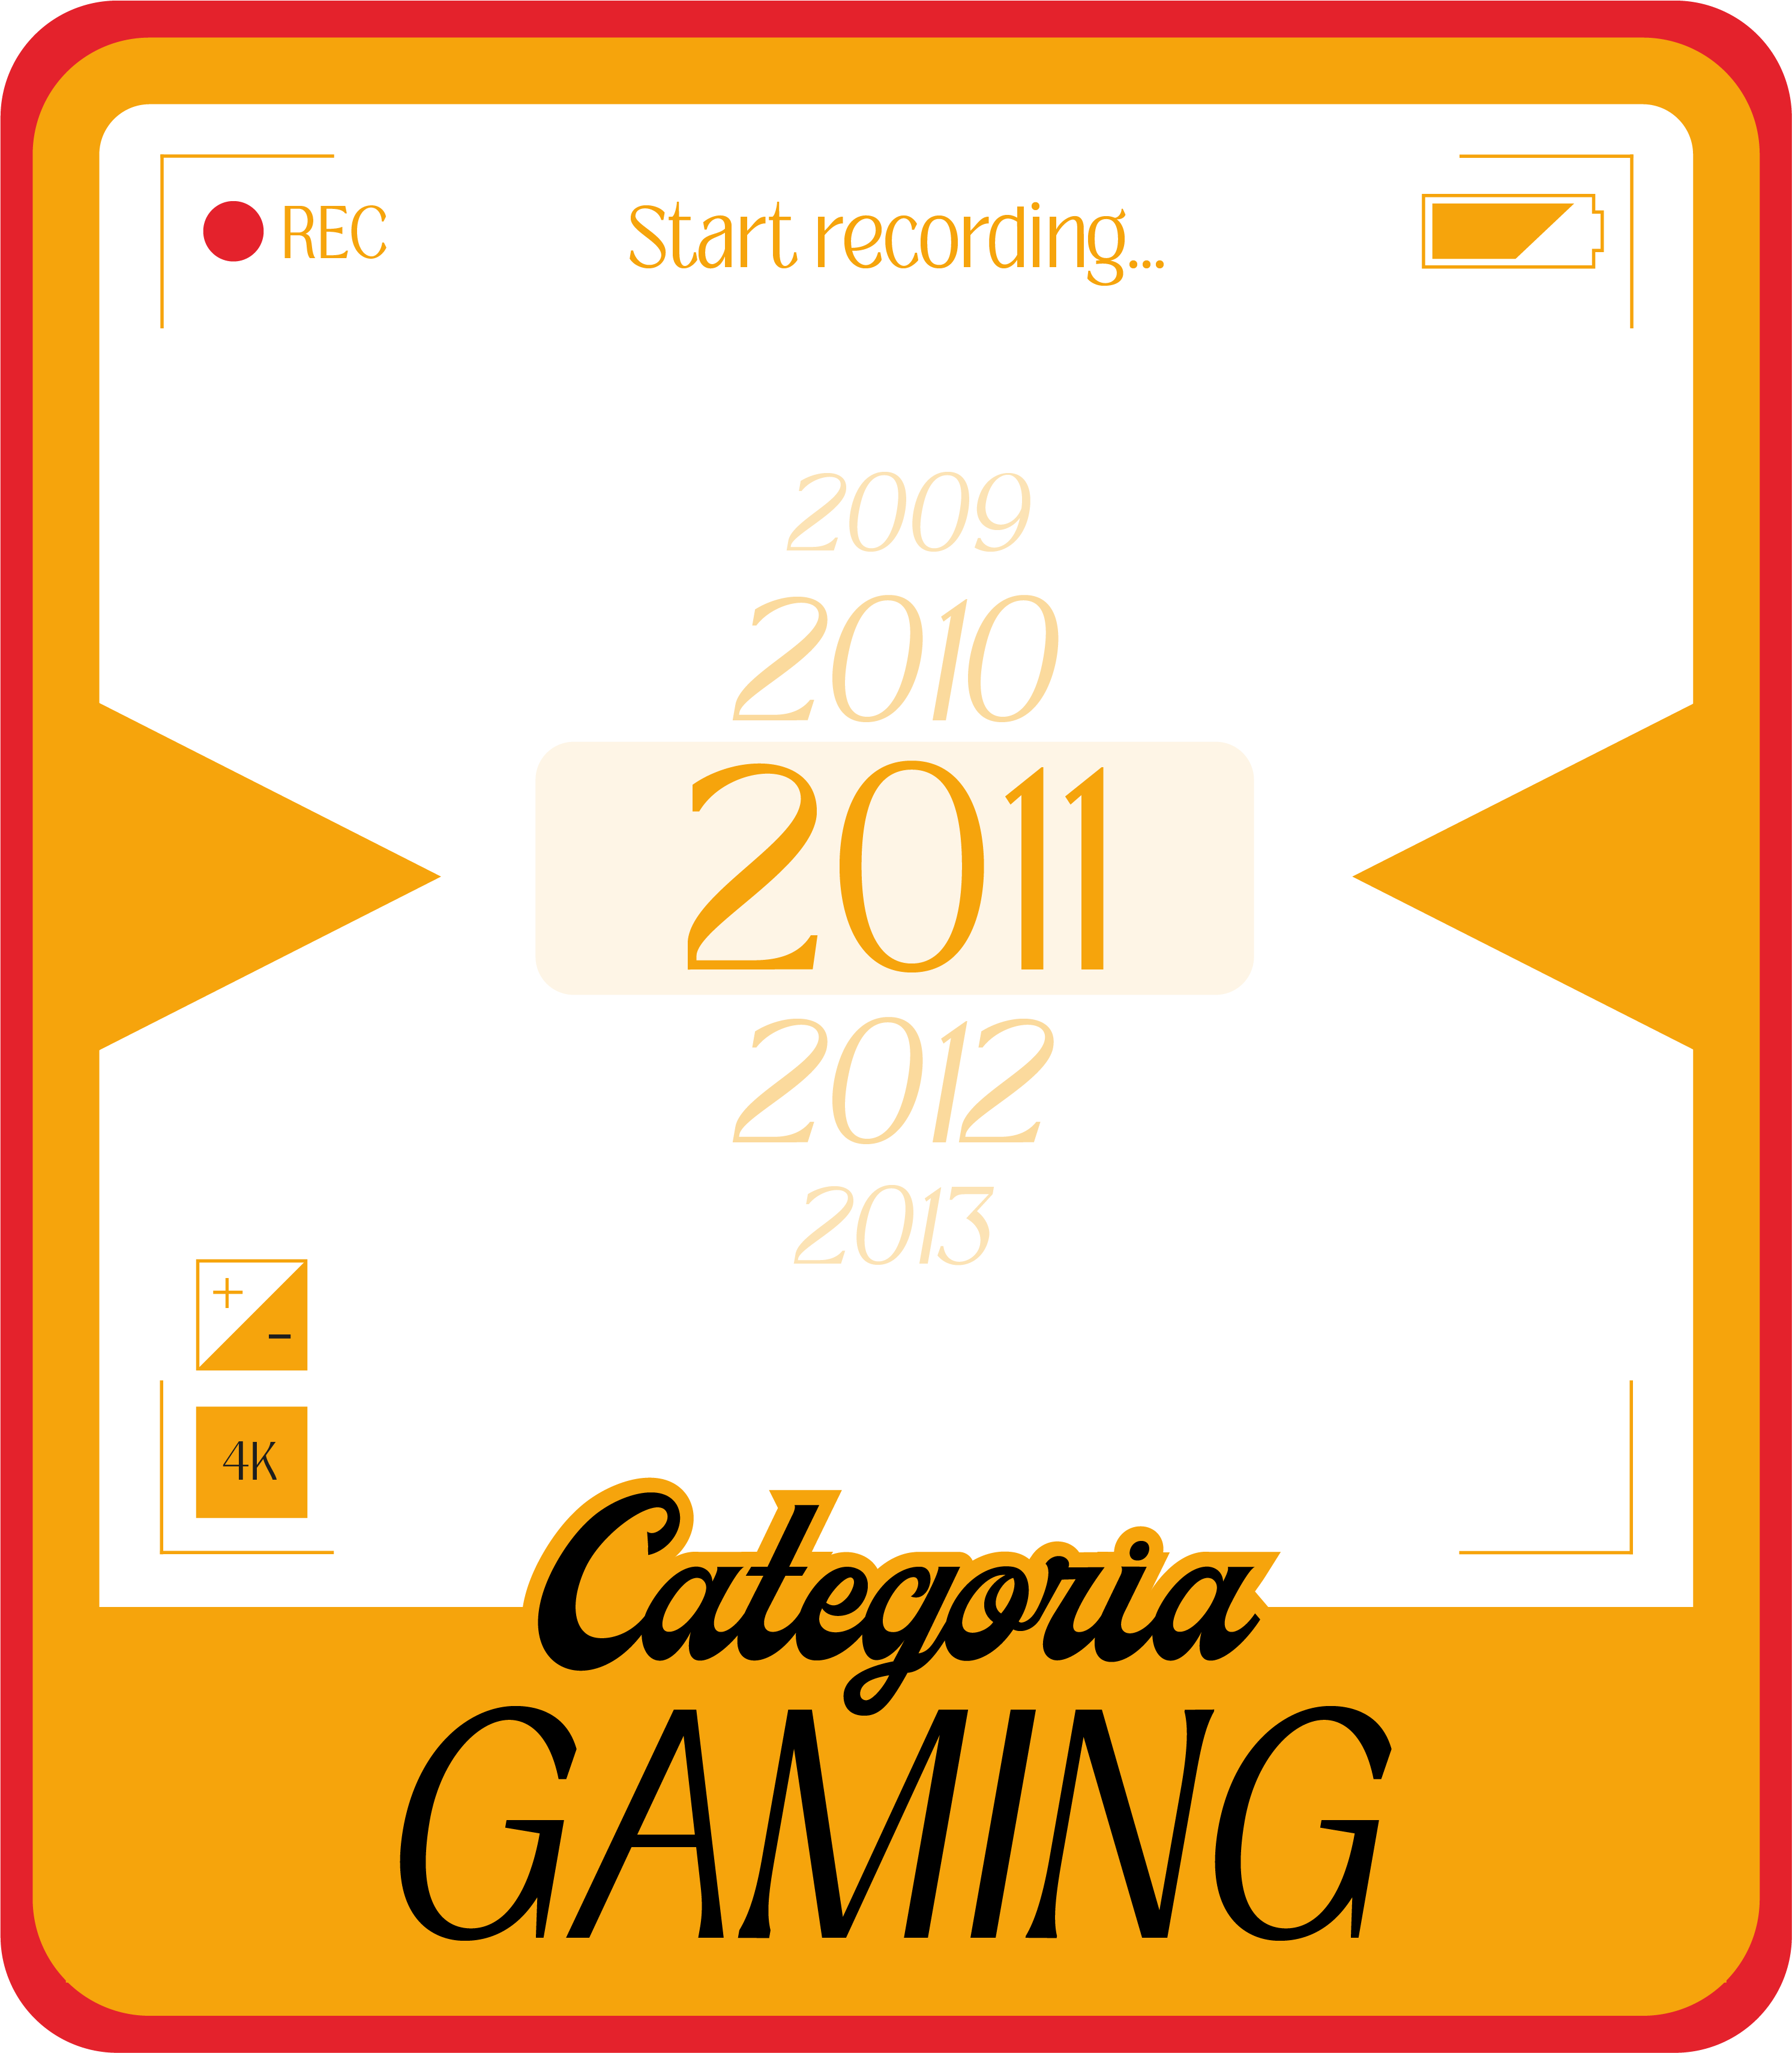 REC
Start recording...
2009
2010
2011
2012
2013
+
-
4K
Categoria
GAMING